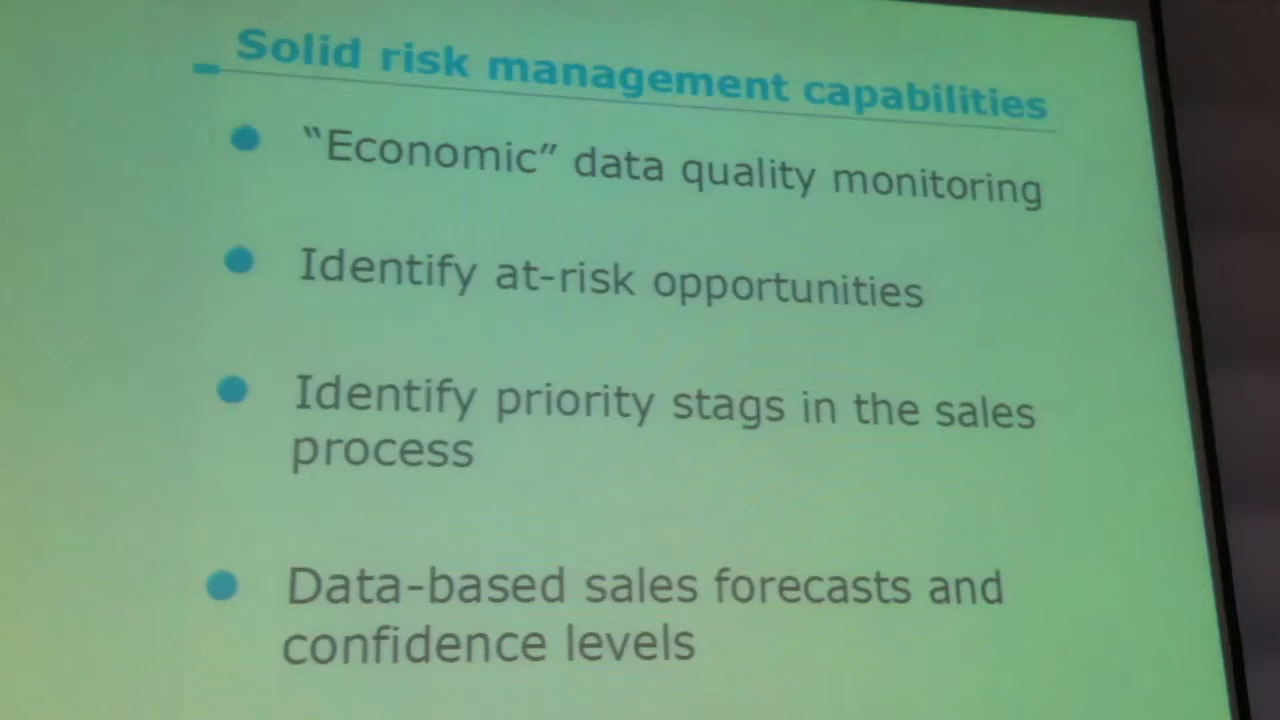 Solid risk management capabilities
“Economic” data quality monitoring
Identify at-risk opportunities
Identify priority stags in the sales
process
Data-based sales forecasts and
confidence levels